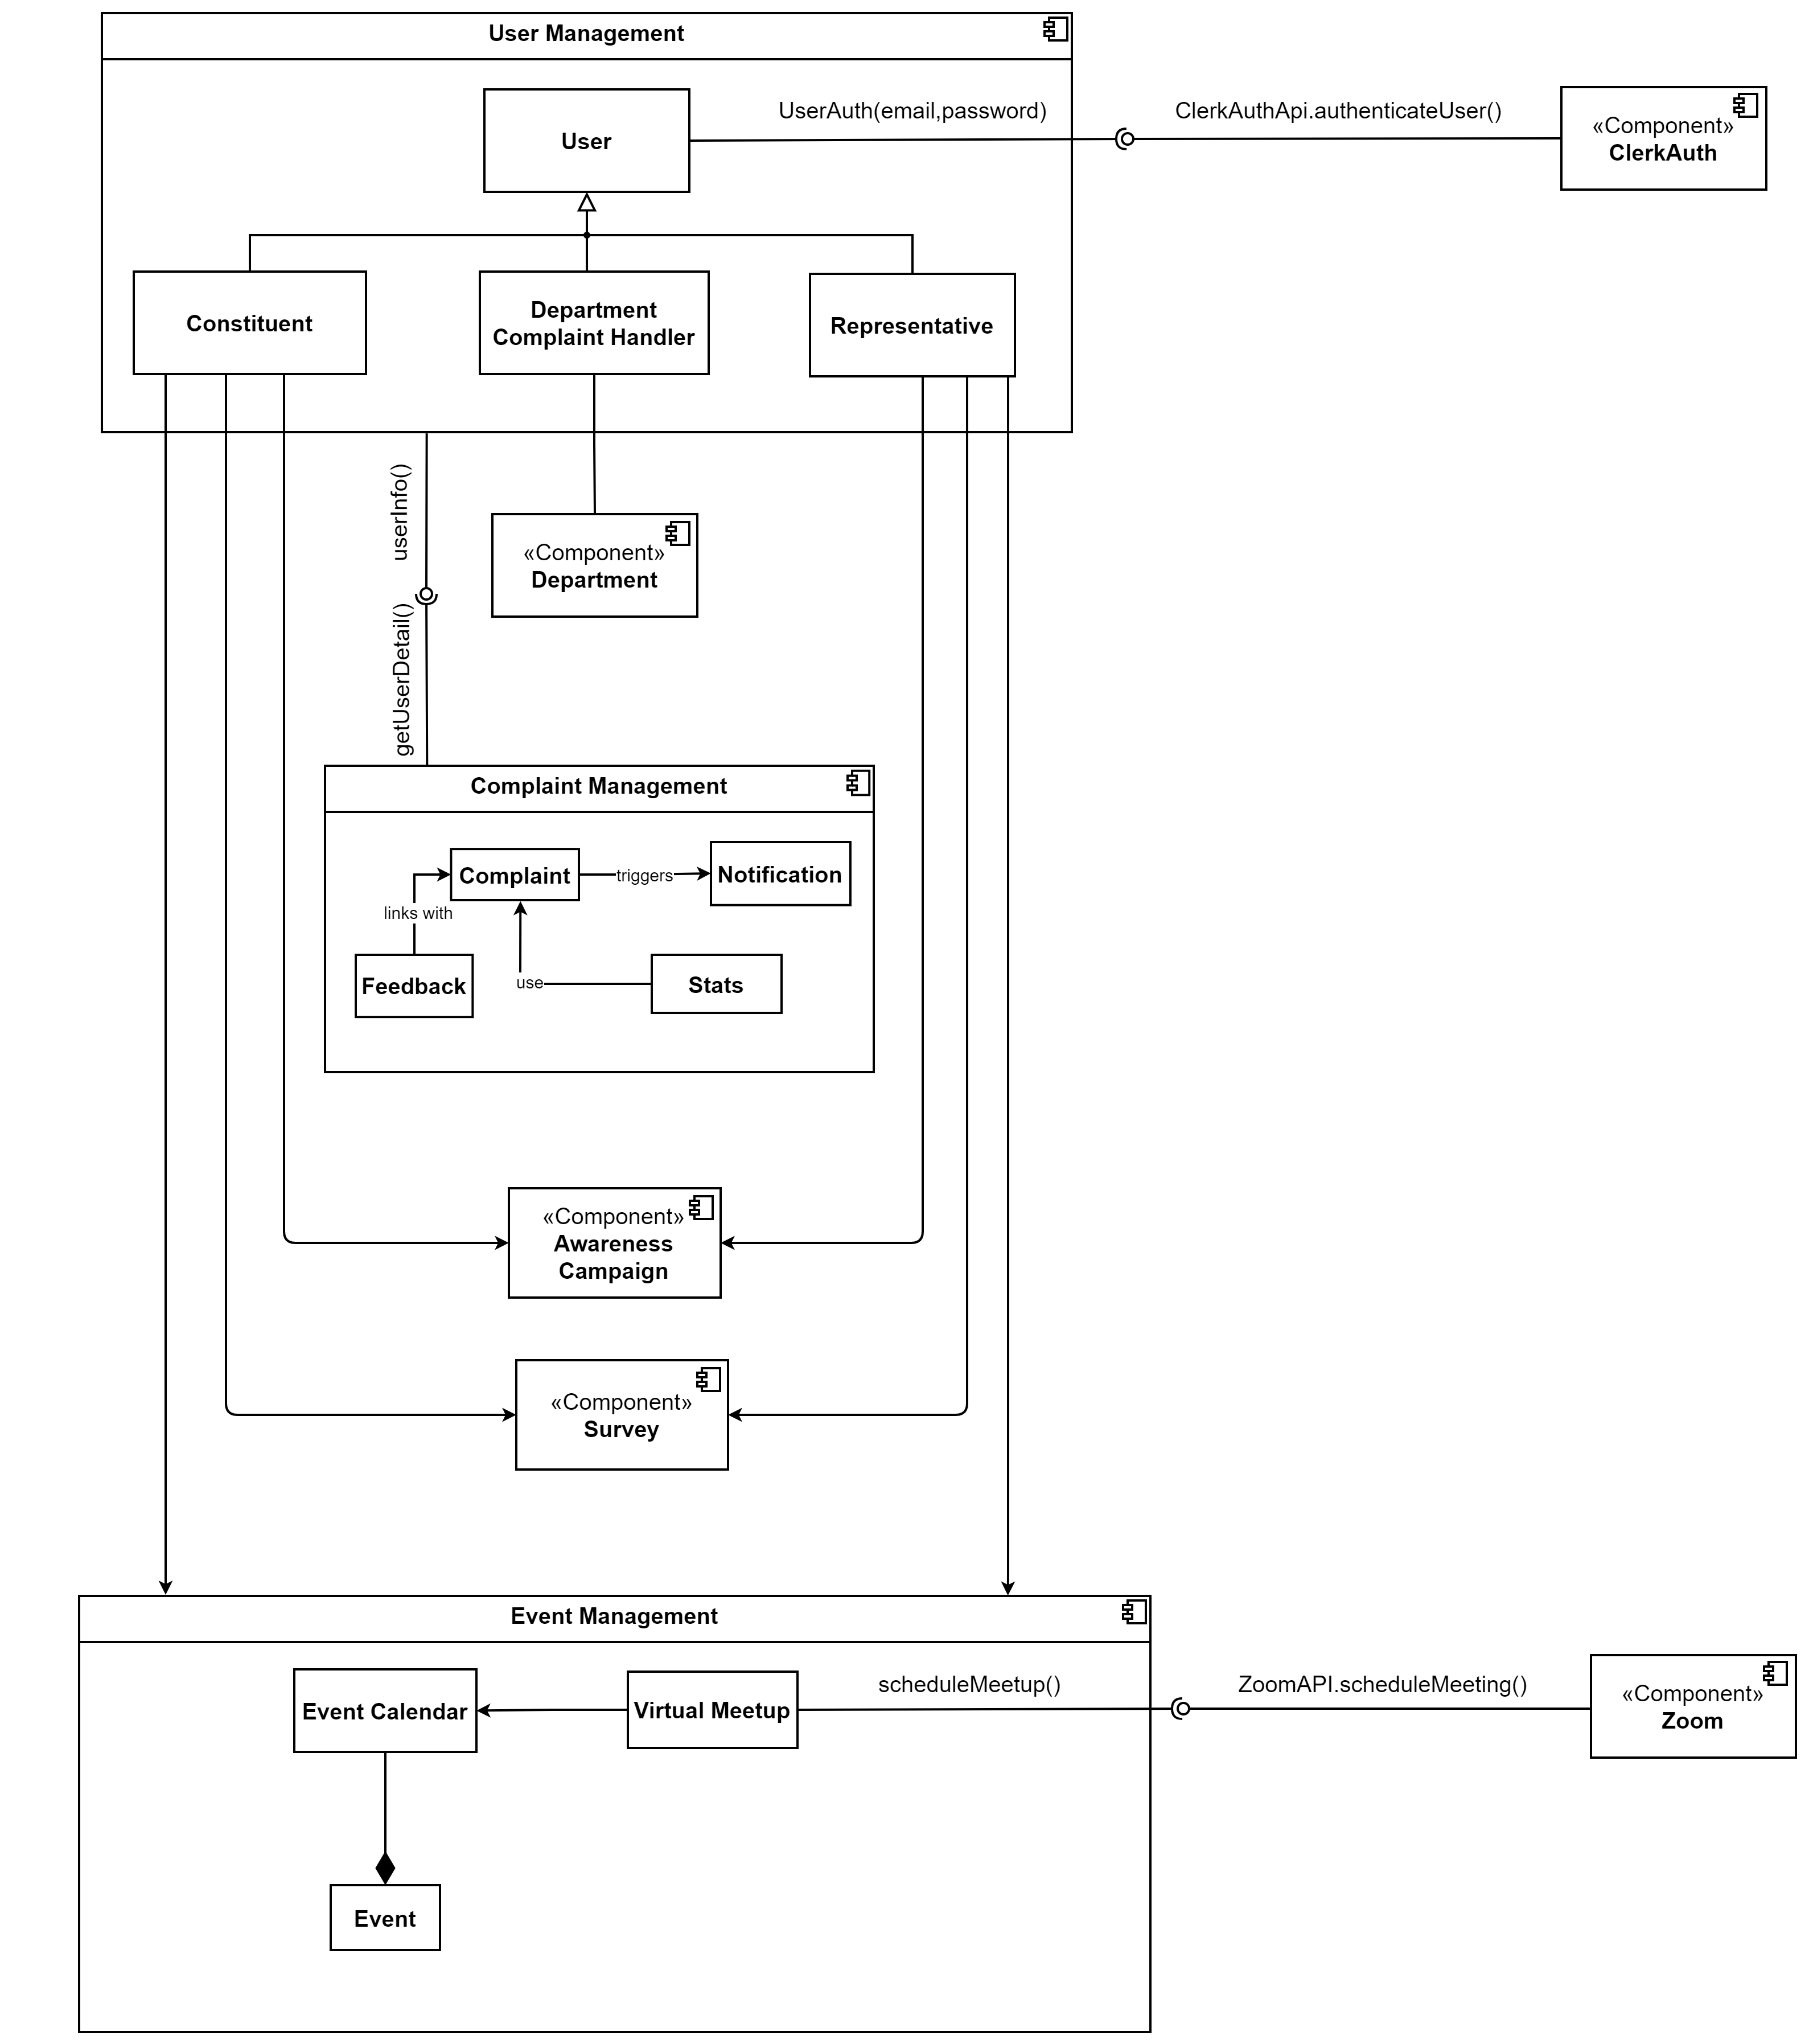 User Management
User
UserAuth(email,password)
ClerkAuthApi.authenticateUser()
«Component»
ClerkAuth
Constituent
Department
Complaint Handler
Representative
userInfo()
«Component»
Department
getUserDetail()
Complaint Management
Complaint
triggers
Notification
links with
Feedback
use
Stats
«Component»
Awareness
Campaign
«Component»
Survey
Event Management
Event Calendar
Virtual Meetup
scheduleMeetup()
ZoomAPI.scheduleMeeting()
«Component»
Zoom
Event